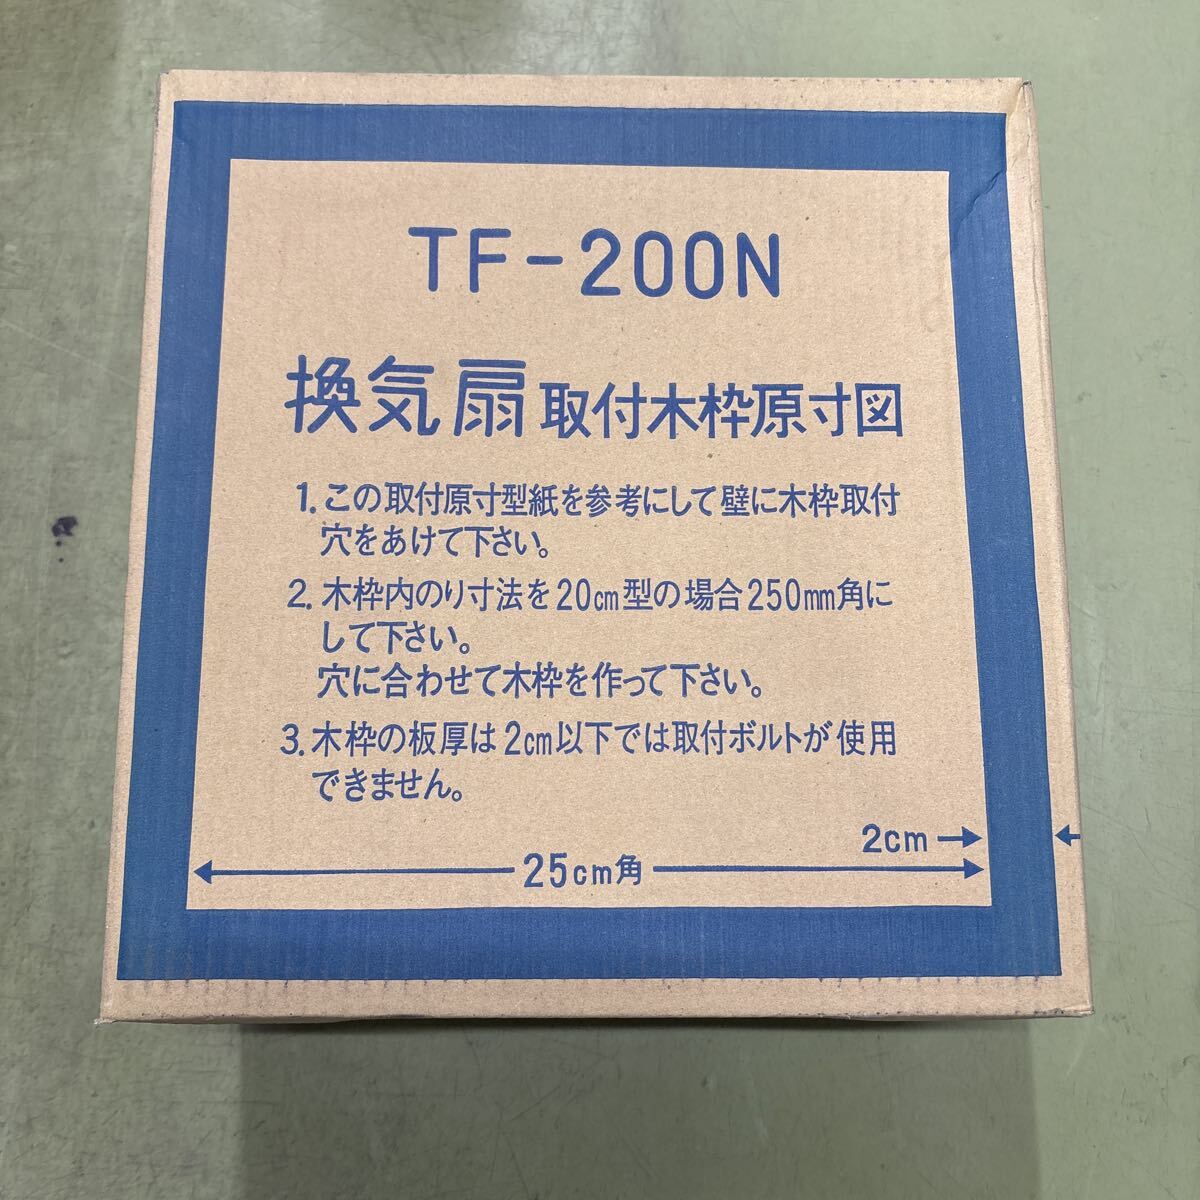 TF-200N
換気扇取付木枠原寸図
1. この取付原寸型紙を参考にして壁に木枠取付
穴をあけて下さい。
2. 木枠内のり寸法を20cm型の場合250mm角に
して下さい。
穴に合わせて木枠を作って下さい。
3. 木枠の板厚は2cm以下では取付ボルトが使用
できません。
2cm
25cm角